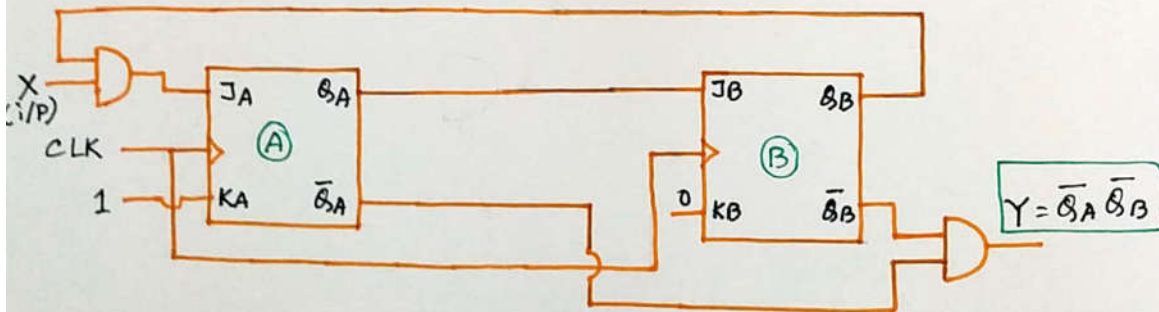 X
(i/p)
CLK
1
JA QA
A
KA Q̅A
JB QB
B
0
KB Q̅B
Y = Q̅A Q̅B